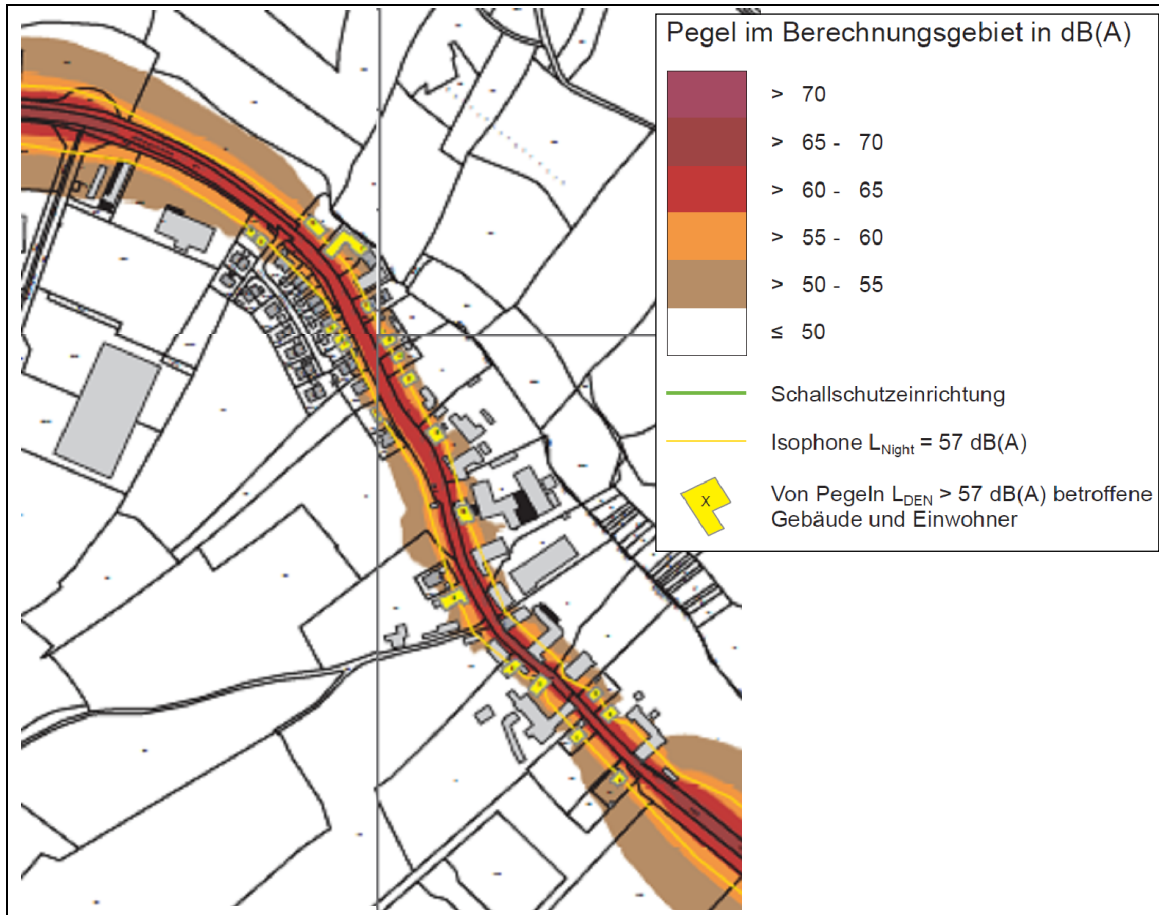 Pegel im Berechnungsgebiet in dB(A)
> 70
> 65 - 70
> 60 - 65
> 55 - 60
> 50 - 55
≤ 50
Schallschutzeinrichtung
Isophone LNight = 57 dB(A)
X
Von Pegeln LDEN > 57 dB(A) betroffene
Gebäude und Einwohner